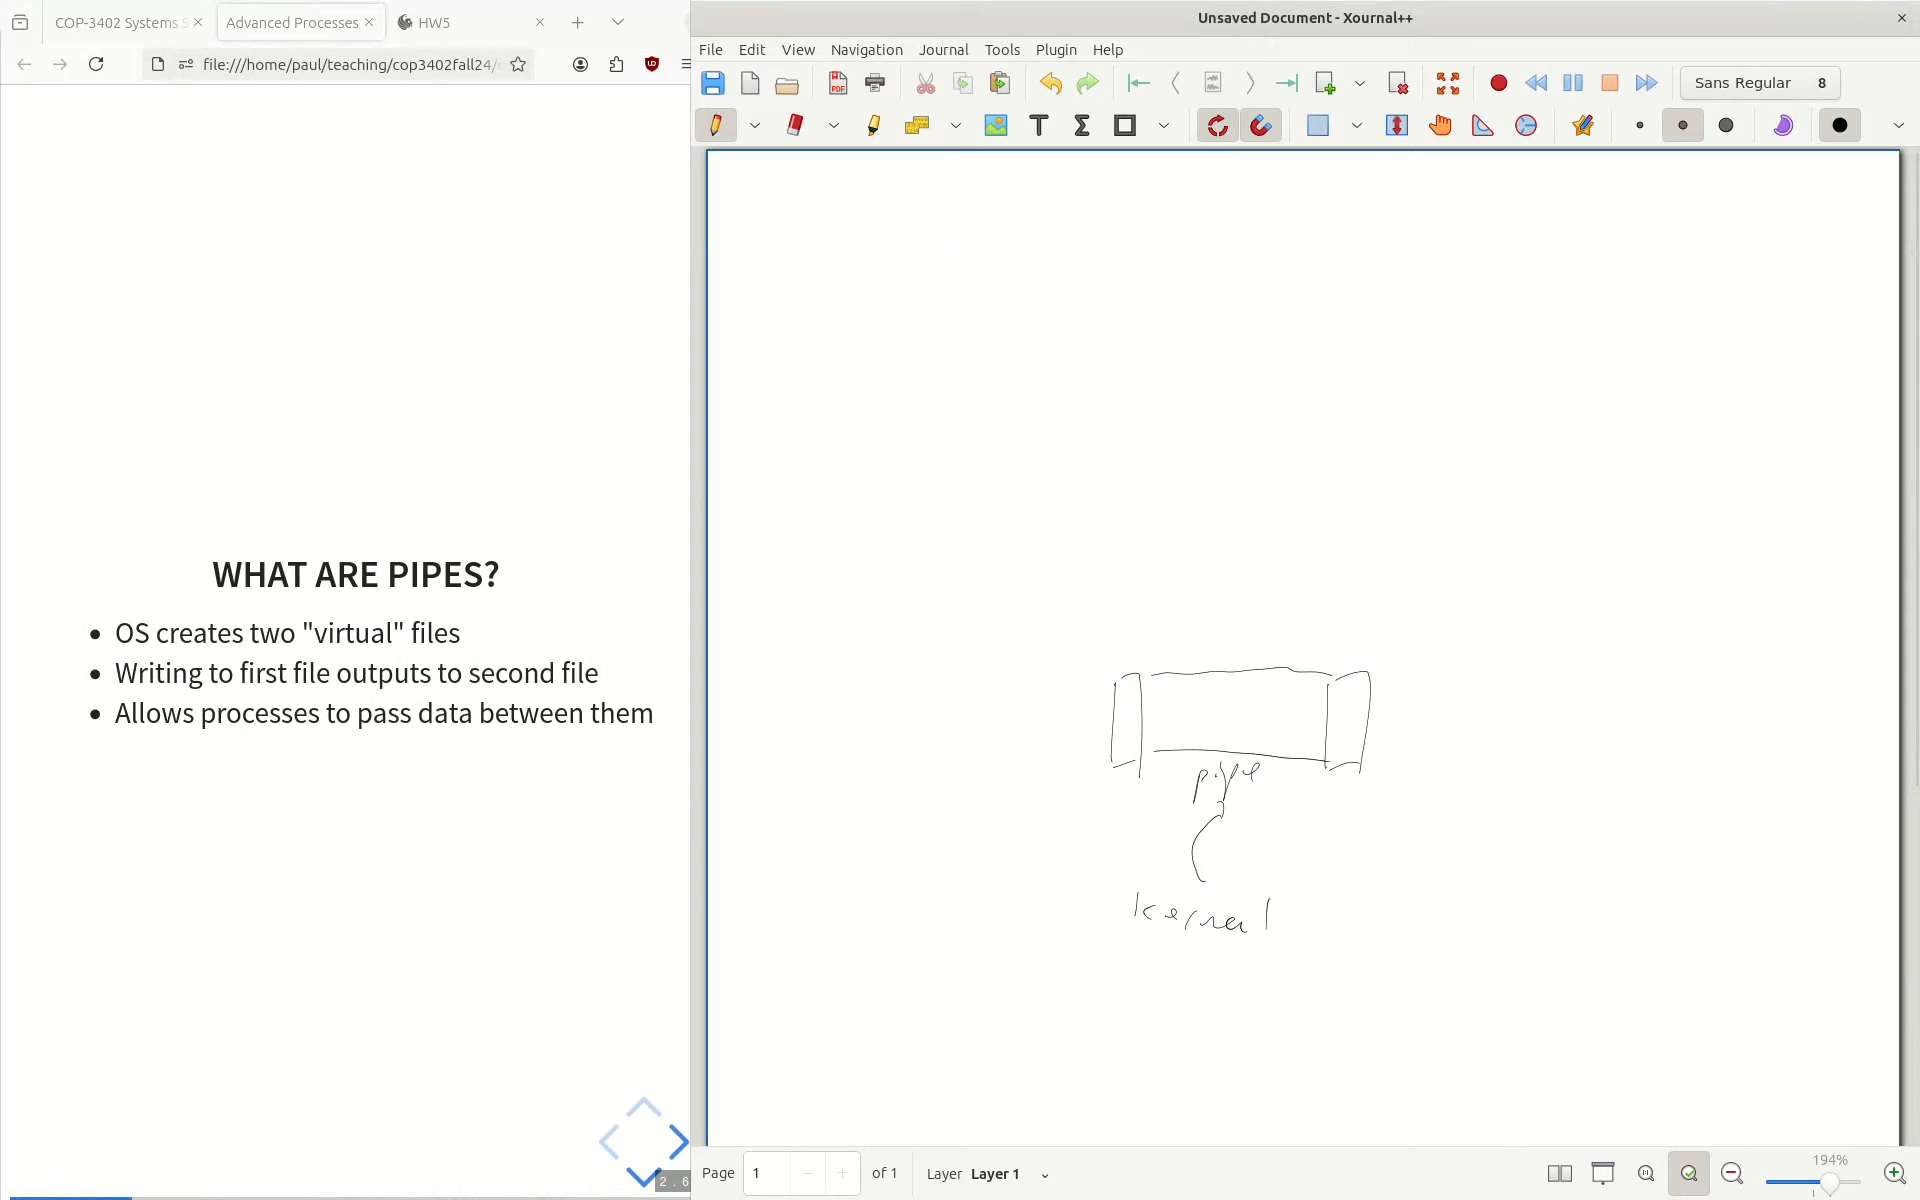 COP-3402 Systems S
Advanced Processes
HW5
file:///home/paul/teaching/cop3402fall24/
Unsaved Document - Xournal++
File Edit View Navigation Journal Tools Plugin Help
Sans Regular 8
WHAT ARE PIPES?
OS creates two "virtual" files
Writing to first file outputs to second file
Allows processes to pass data between them
pipe
kernel
2 . 6
Page 1 of 1 Layer Layer 1
194%